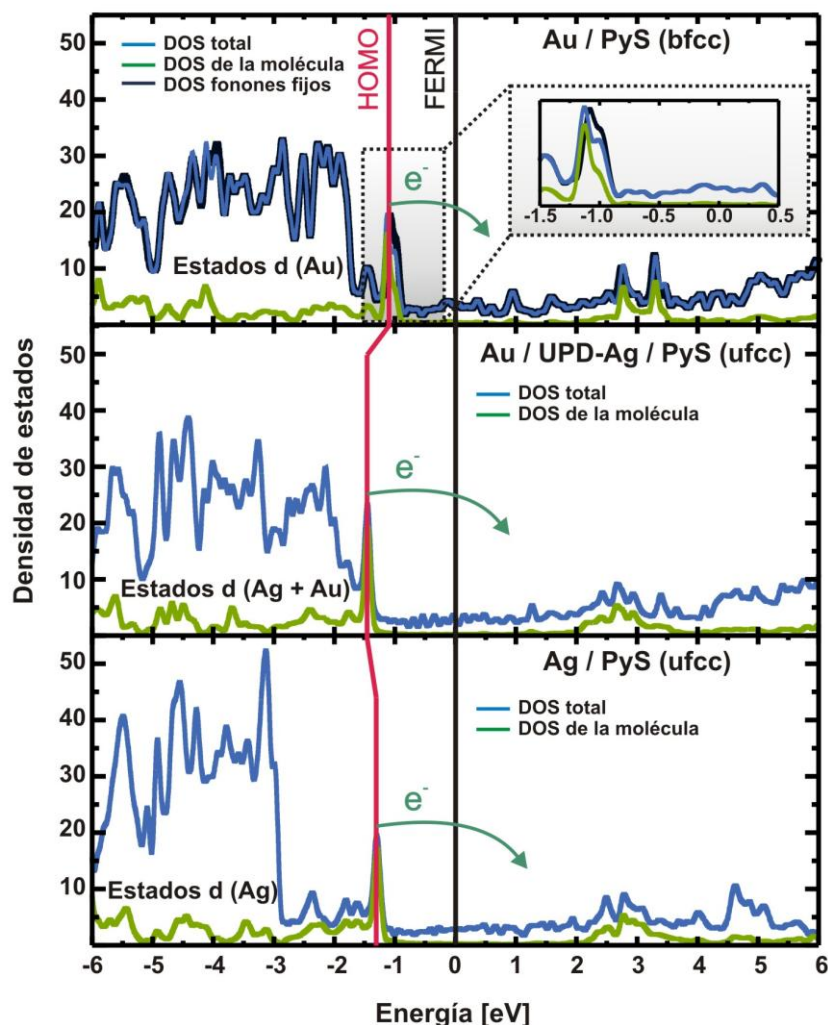 Densidad de estados
55
50
40
30
20
10
DOS total
DOS de la molécula
DOS fonones fijos
HOMO
FERMI
Au / PyS (bfcc)
e-
-1.5 -1.0 -0.5 0.0 0.5
Estados d (Au)
50
40
30
20
10
Au / UPD-Ag / PyS (ufcc)
DOS total
DOS de la molécula
e-
Estados d (Ag + Au)
50
40
30
20
10
Ag / PyS (ufcc)
DOS total
DOS de la molécula
e-
Estados d (Ag)
-6 -5 -4 -3 -2 -1 0 1 2 3 4 5 6
Energía [eV]